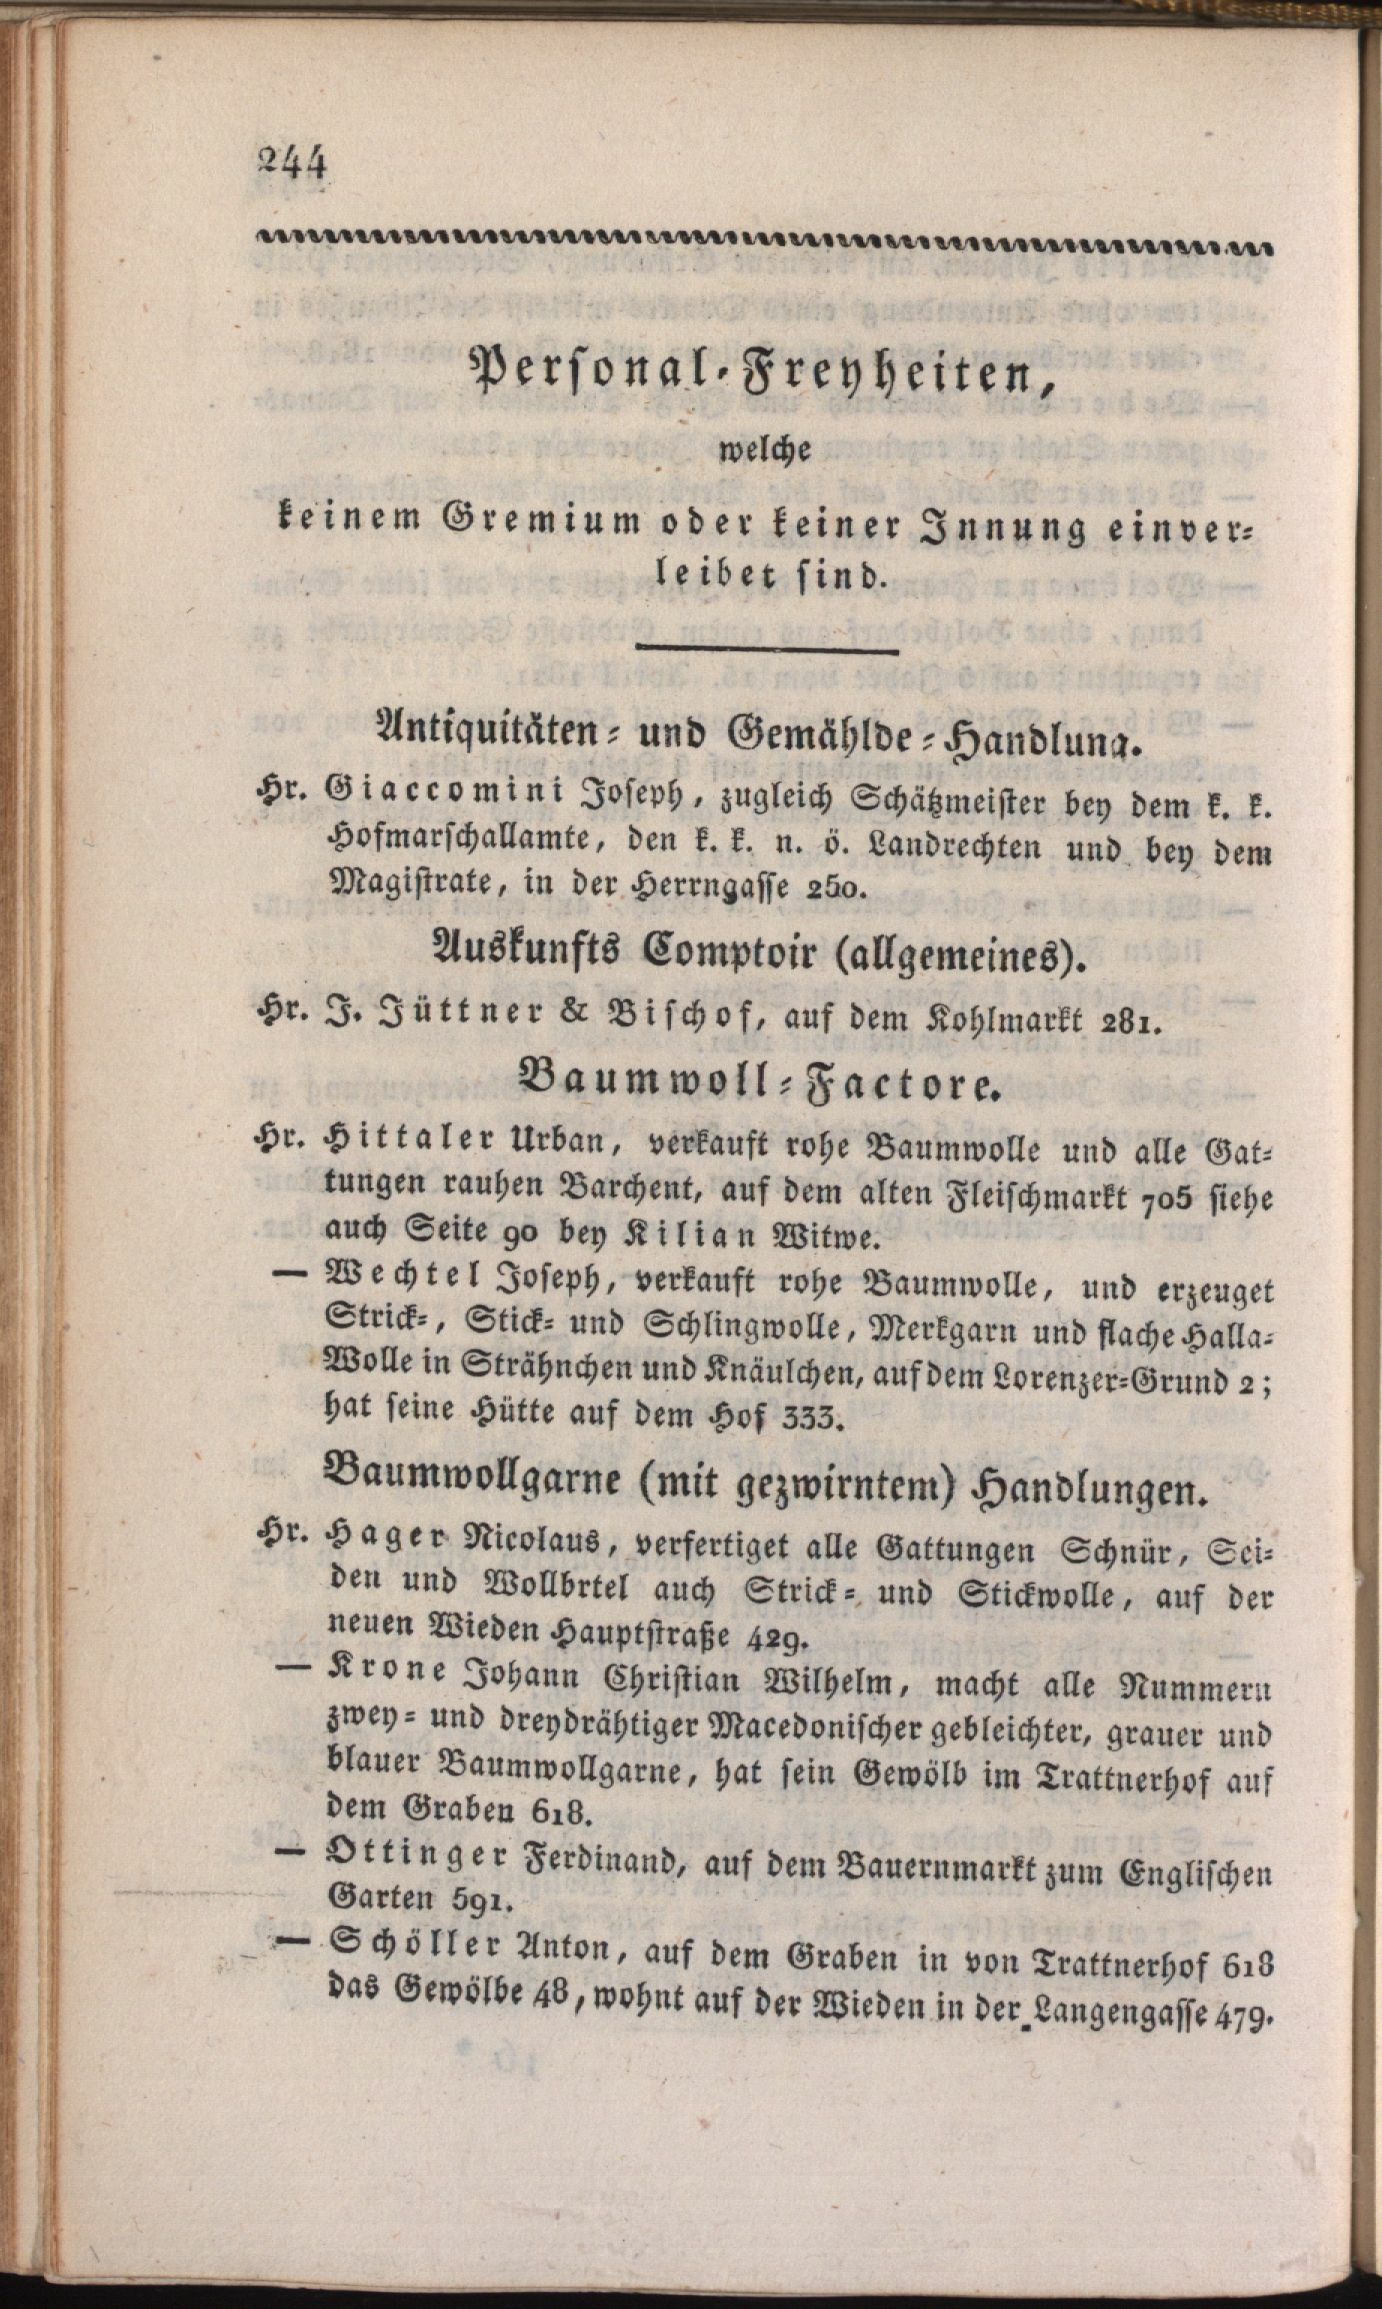 244
Personal-Freyheiten,
welche
keinem Gremium oder keiner Innung einver-
leibet sind.
Antiquitäten- und Gemählde-Handlung.
Hr. Giaccomini Joseph, zugleich Schätzmeister bey dem k. k.
Hofmarschallamte, den k. k. n. ö. Landrechten und bey dem
Magistrate, in der Herrngasse 250.
Auskunfts Comptoir (allgemeines).
Hr. J. Jüttner & Bischof, auf dem Kohlmarkt 281.
Baumwoll-Factore.
Hr. Hittaler Urban, verkauft rohe Baumwolle und alle Gat-
tungen rauhen Barchent, auf dem alten Fleischmarkt 705 siehe
auch Seite 90 bey Kilian Witwe.
— Wechtel Joseph, verkauft rohe Baumwolle, und erzeuget
Strick-, Stick- und Schlingwolle, Merkgarn und flache Halla-
Wolle in Strähnchen und Knäulchen, auf dem Lorenzer-Grund 2;
hat seine Hütte auf dem Hof 333.
Baumwollgarne (mit gezwirntem) Handlungen.
Hr. Hager Nicolaus, verfertiget alle Gattungen Schnür, Sei-
den und Wollbrtel auch Strick- und Stickwolle, auf der
neuen Wieden Hauptstraße 429.
— Krone Johann Christian Wilhelm, macht alle Nummern
zwey- und dreydrähtiger Macedonischer gebleichter, grauer und
blauer Baumwollgarne, hat sein Gewölb im Trattnerhof auf
dem Graben 618.
— Ottinger Ferdinand, auf dem Bauernmarkt zum Englischen
Garten 591.
— Schöller Anton, auf dem Graben in von Trattnerhof 618
das Gewölbe 48, wohnt auf der Wieden in der Langengasse 479.